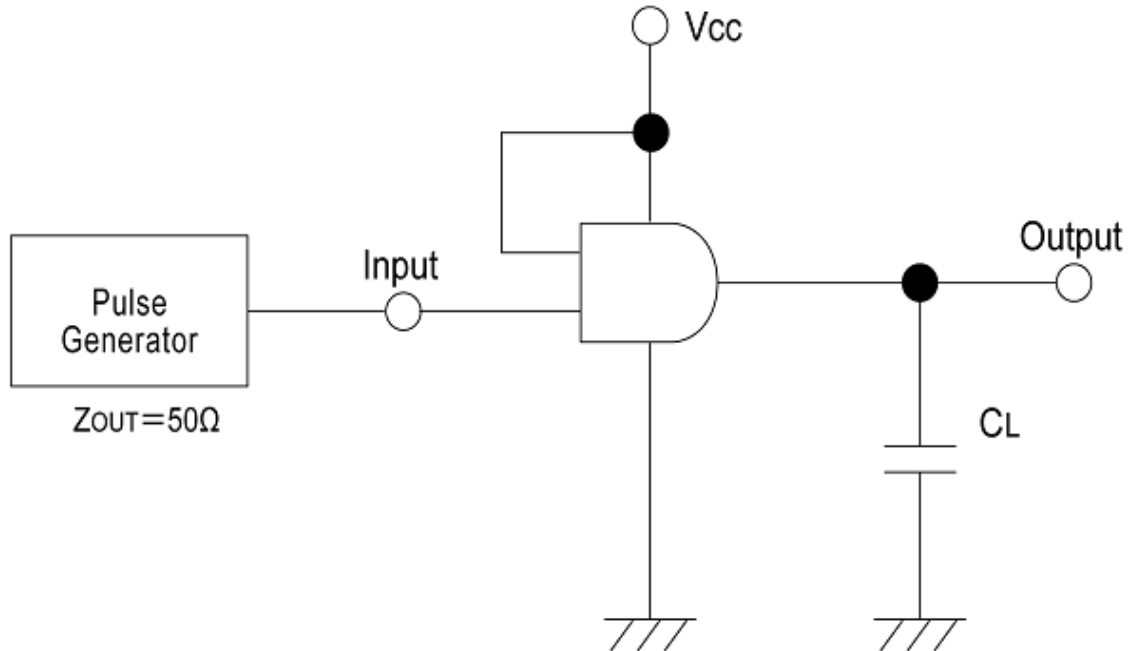 Vcc
Output
Input
Pulse
Generator
ZOUT=50Ω
CL